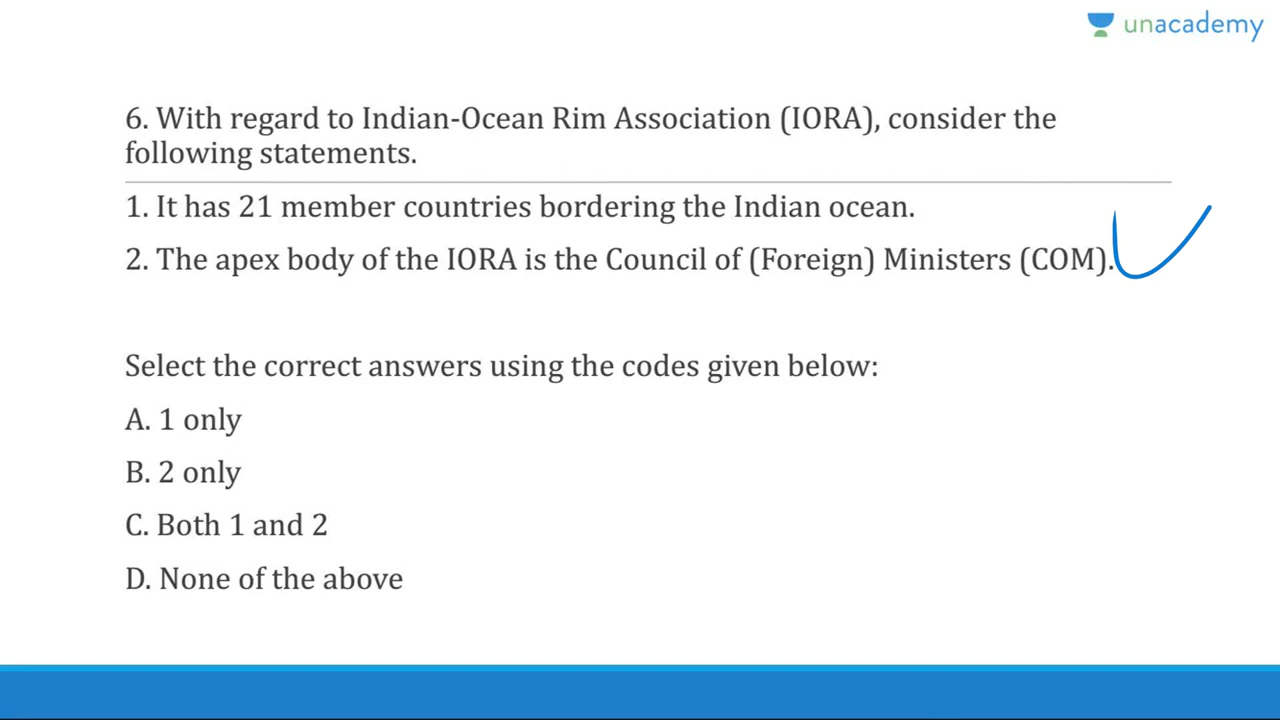 unacademy
6. With regard to Indian-Ocean Rim Association (IORA), consider the
following statements.
1. It has 21 member countries bordering the Indian ocean.
2. The apex body of the IORA is the Council of (Foreign) Ministers (COM).
Select the correct answers using the codes given below:
A. 1 only
B. 2 only
C. Both 1 and 2
D. None of the above